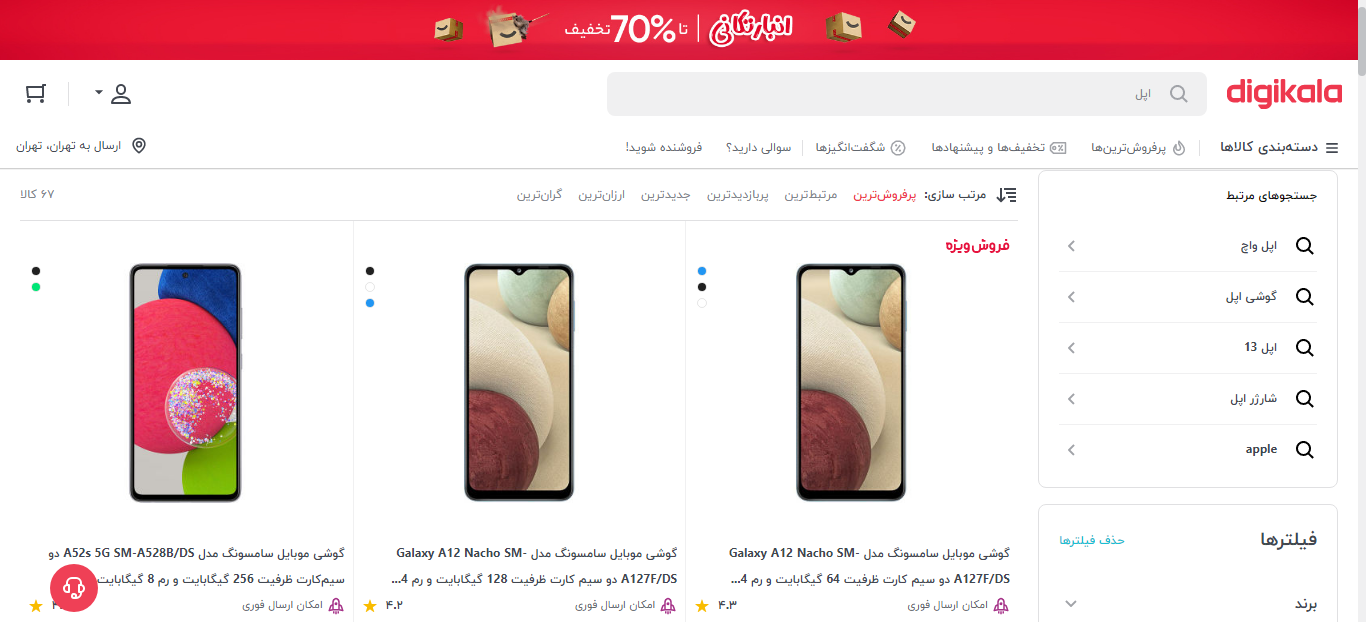 انبارتکانی | تا 70% تخفیف
digikala
اپل
دسته‌بندی کالاها
پرفروش‌ترین‌ها
تخفیف‌ها و پیشنهادها
شگفت‌انگیزها
سوالی دارید؟
فروشنده شوید!
ارسال به تهران، تهران
جستجوهای مرتبط
اپل واچ
گوشی اپل
اپل 13
شارژر اپل
apple
فیلترها
حذف فیلترها
برند
مرتب سازی: پرفروش‌ترین مرتبط‌ترین پربازدیدترین جدیدترین ارزان‌ترین گران‌ترین
۶۷ کالا
فروش ویژه
گوشی موبایل سامسونگ مدل Galaxy A12 Nacho SM-
A127F/DS دو سیم کارت ظرفیت 64 گیگابایت و رم 4...
امکان ارسال فوری
۴.۳
گوشی موبایل سامسونگ مدل Galaxy A12 Nacho SM-
A127F/DS دو سیم کارت ظرفیت 128 گیگابایت و رم 4...
امکان ارسال فوری
۴.۲
گوشی موبایل سامسونگ مدل A52s 5G SM-A528B/DS دو
سیم‌کارت ظرفیت 256 گیگابایت و رم 8 گیگابایت
امکان ارسال فوری